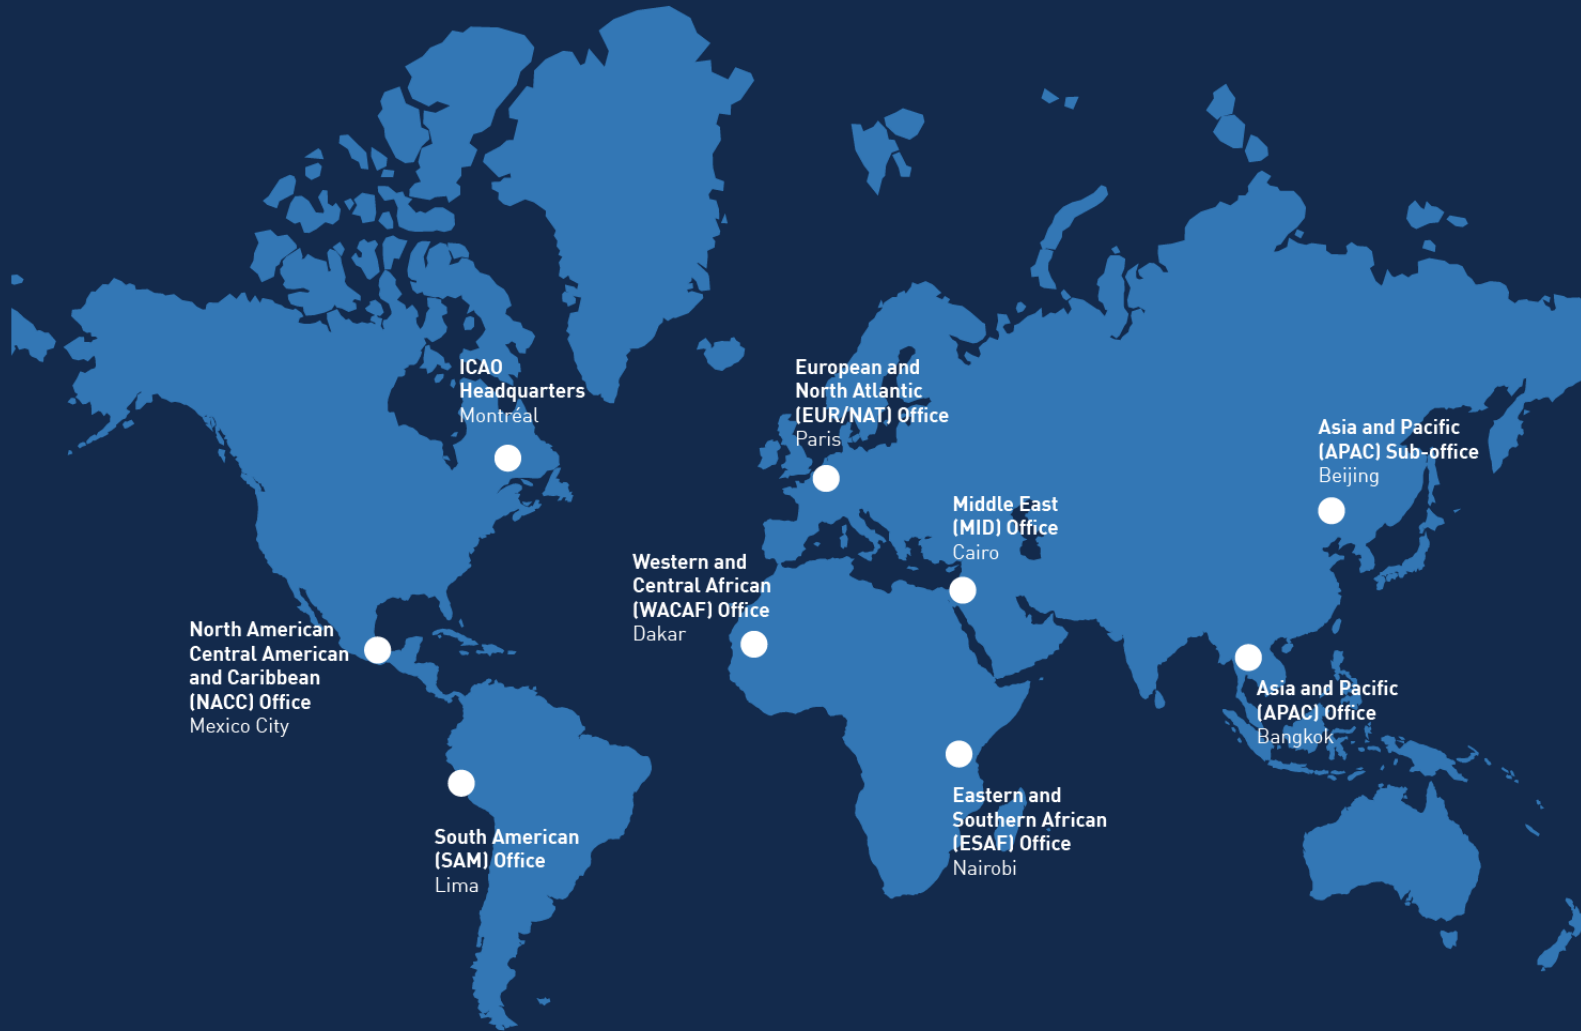 ICAO
Headquarters
Montréal
European and
North Atlantic
(EUR/NAT) Office
Paris
Asia and Pacific
(APAC) Sub-office
Beijing
Middle East
(MID) Office
Cairo
Western and
Central African
(WACAF) Office
Dakar
North American
Central American
and Caribbean
(NACC) Office
Mexico City
Asia and Pacific
(APAC) Office
Bangkok
Eastern and
Southern African
(ESAF) Office
Nairobi
South American
(SAM) Office
Lima